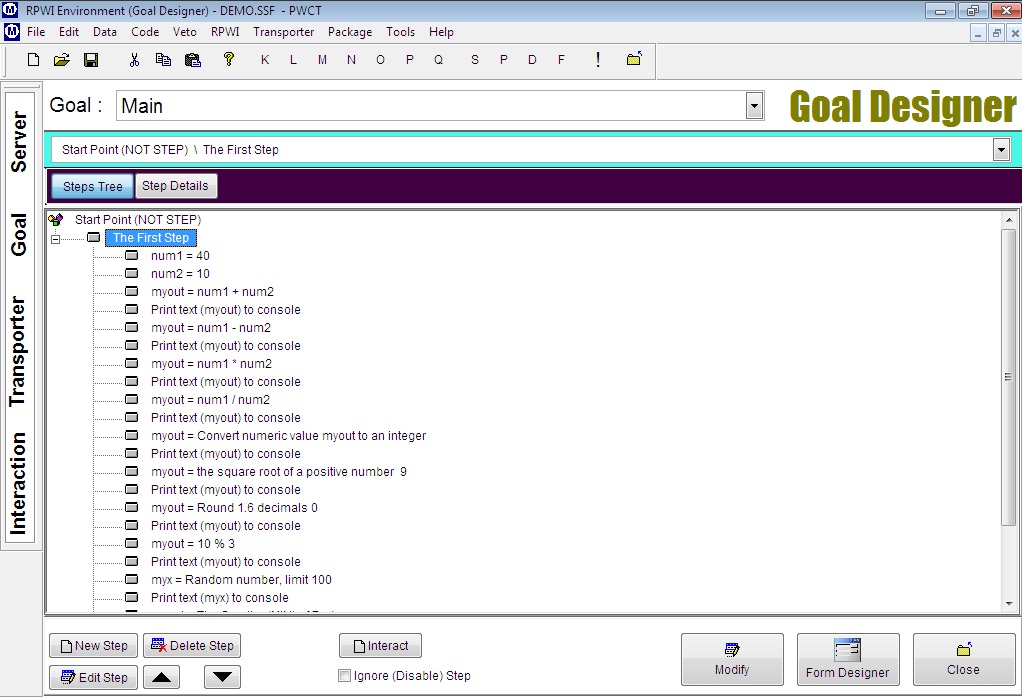 RPWI Environment (Goal Designer) - DEMO.SSF - PWCT
File Edit Data Code Veto RPWI Transporter Package Tools Help
K L M N O P Q S P D F !
Goal : Main
Goal Designer
Start Point (NOT STEP) \ The First Step
Steps Tree Step Details
Server
Goal
Transporter
Interaction
Start Point (NOT STEP)
The First Step
num1 = 40
num2 = 10
myout = num1 + num2
Print text (myout) to console
myout = num1 - num2
Print text (myout) to console
myout = num1 * num2
Print text (myout) to console
myout = num1 / num2
Print text (myout) to console
myout = Convert numeric value myout to an integer
Print text (myout) to console
myout = the square root of a positive number 9
Print text (myout) to console
myout = Round 1.6 decimals 0
Print text (myout) to console
myout = 10 % 3
Print text (myout) to console
myx = Random number, limit 100
Print text (myx) to console
New Step Delete Step Interact
Edit Step Ignore (Disable) Step
Modify Form Designer Close